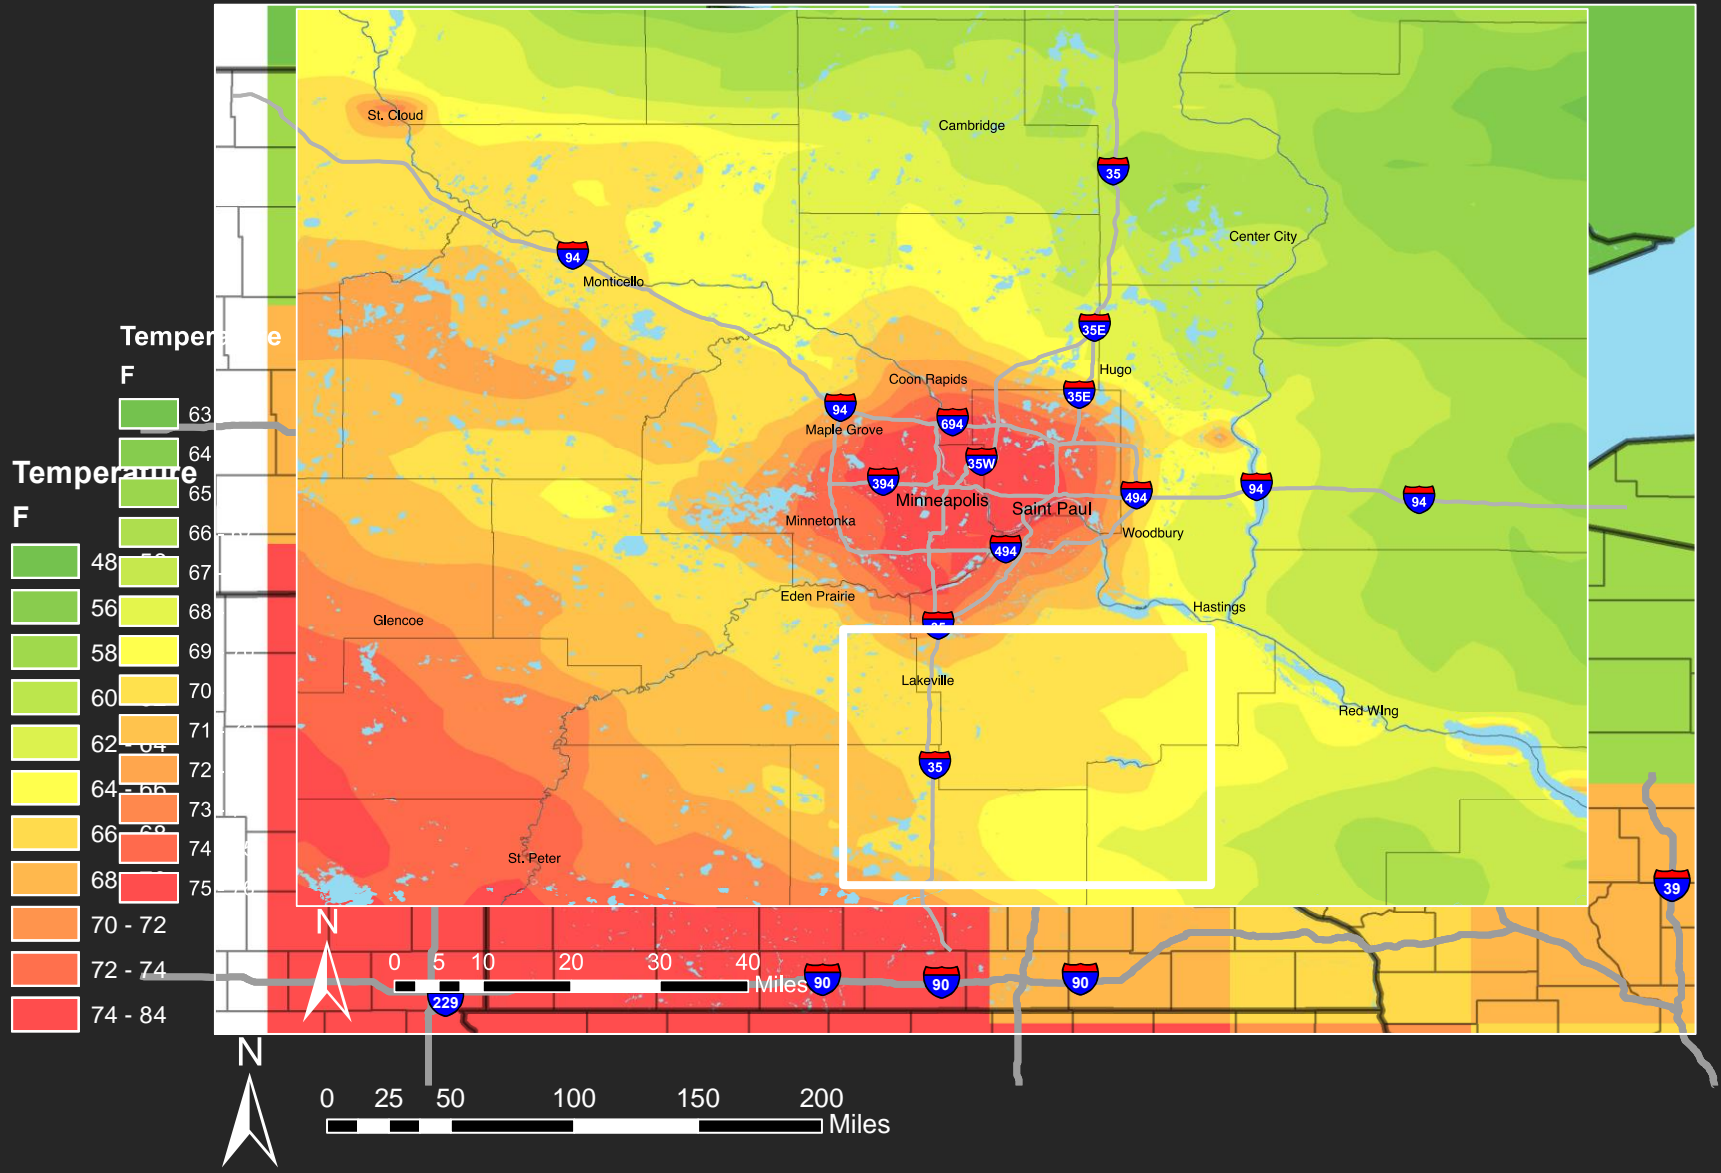 St. Cloud
Cambridge
35
Center City
94
Monticello
Temperature
F
63
64
65
66
67
68
69
70
71
72
73
74
75
35E
Hugo
Coon Rapids
35E
94
694
Maple Grove
35W
394
Minneapolis
Saint Paul
494
94
94
Minnetonka
494
Woodbury
Eden Prairie
Hastings
Glencoe
35
Lakeville
Red Wing
35
St. Peter
39
Temperature
F
48
56
58
60
62 - 64
64 - 66
66 - 68
68
70 - 72
72 - 74
74 - 84
N
0 5 10 20 30 40
Miles
90
90
90
229
N
0 25 50 100 150 200
Miles